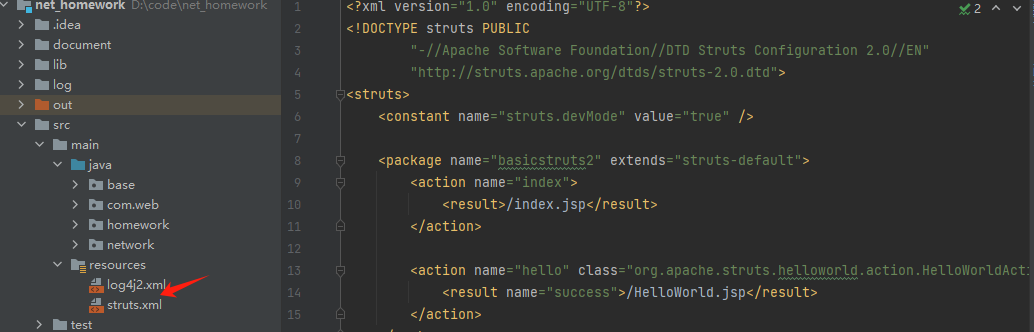 net_homework D:\code\net_homework
.idea
document
lib
log
out
src
main
java
base
com.web
homework
network
resources
log4j2.xml
struts.xml
test
2
1 <?xml version="1.0" encoding="UTF-8"?>
2 <!DOCTYPE struts PUBLIC
3 "-//Apache Software Foundation//DTD Struts Configuration 2.0//EN"
4 "http://struts.apache.org/dtds/struts-2.0.dtd">
5 <struts>
6 <constant name="struts.devMode" value="true" />
7
8 <package name="basicstruts2" extends="struts-default">
9 <action name="index">
10 <result>/index.jsp</result>
11 </action>
12
13 <action name="hello" class="org.apache.struts.helloworld.action.HelloWorldActi
14 <result name="success">/HelloWorld.jsp</result>
15 </action>